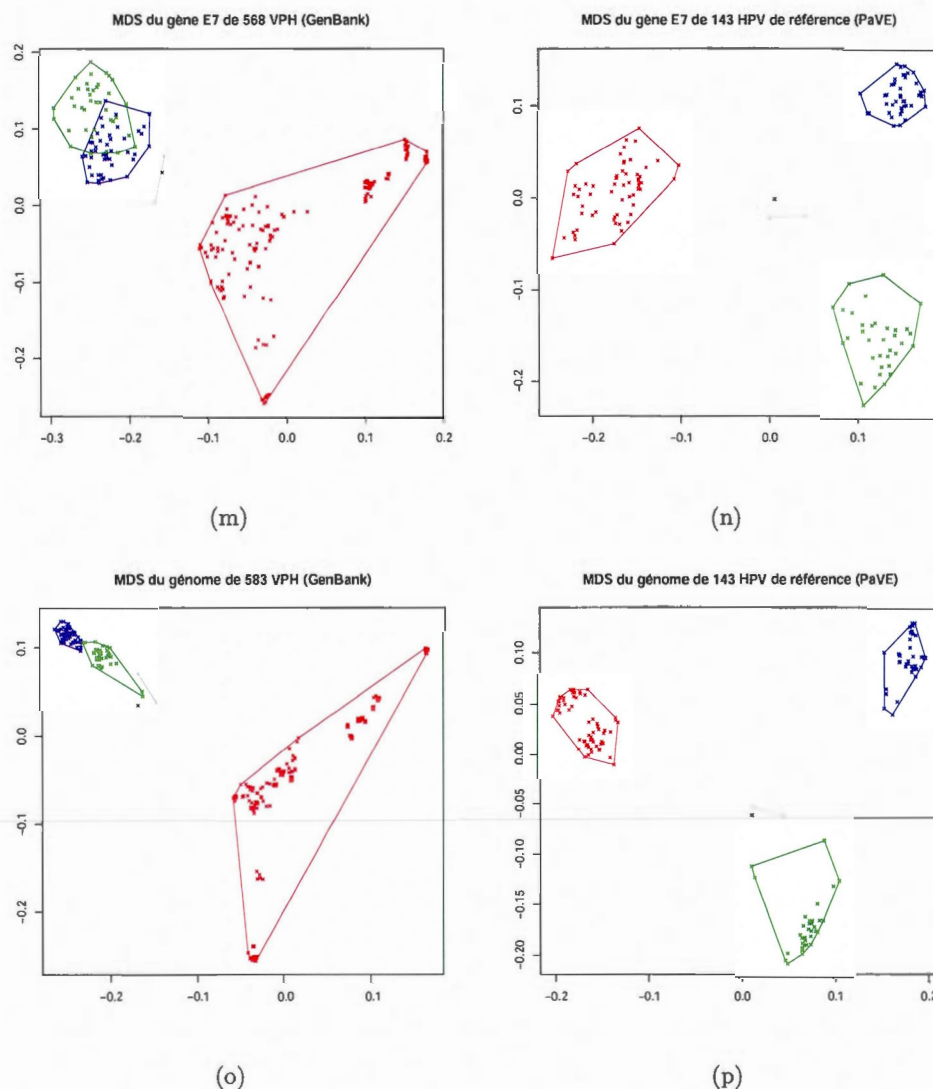 MDS du gène E7 de 568 VPH (GenBank)
0.2
0.1
0.0
−0.1
−0.2
−0.3 −0.2 −0.1 0.0 0.1 0.2
(m)
MDS du gène E7 de 143 HPV de référence (PaVE)
0.1
0.0
−0.1
−0.2
−0.2 −0.1 0.0 0.1
(n)
MDS du génome de 583 VPH (GenBank)
0.1
0.0
−0.1
−0.2
−0.2 −0.1 0.0 0.1
(o)
MDS du génome de 143 HPV de référence (PaVE)
0.10
0.05
0.00
−0.05
−0.10
−0.15
−0.20
−0.2 −0.1 0.0 0.1 0.2
(p)